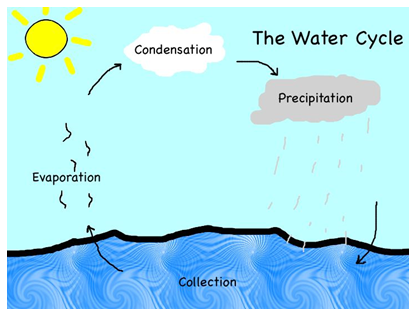 The Water Cycle
Condensation
Precipitation
Evaporation
Collection